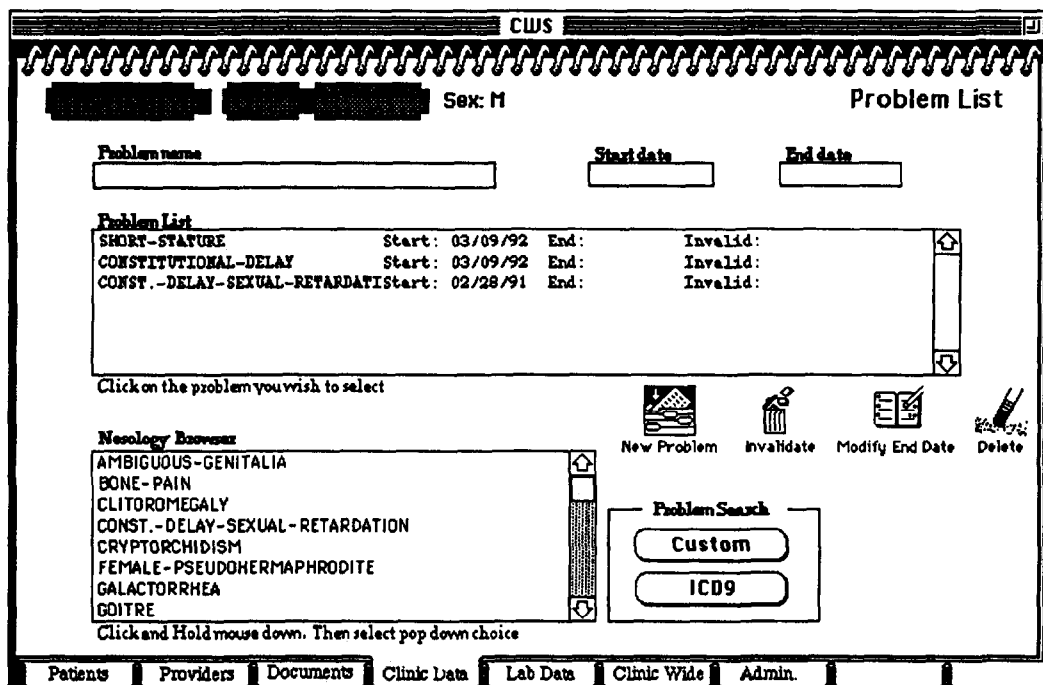 CWS
Sex: M
Problem List
Problem name
Start date
End date
Problem List
SHORT-STATURE Start: 03/09/92 End: Invalid:
CONSTITUTIONAL-DELAY Start: 03/09/92 End: Invalid:
CONST.-DELAY-SEXUAL-RETARDATIStart: 02/28/91 End: Invalid:
Click on the problem you wish to select
New Problem
Invalidate
Modify End Date
Delete
Nosology Browser
AMBIGUOUS-GENITALIA
BONE-PAIN
CLITOROMEGALY
CONST.-DELAY-SEXUAL-RETARDATION
CRYPTORCHIDISM
FEMALE-PSEUDOHERMAPHRODITE
GALACTORRHEA
GOITRE
Problem Search
Custom
ICD9
Click and Hold mouse down. Then select pop down choice
Patients
Providers
Documents
Clinic Data
Lab Data
Clinic Wide
Admin.